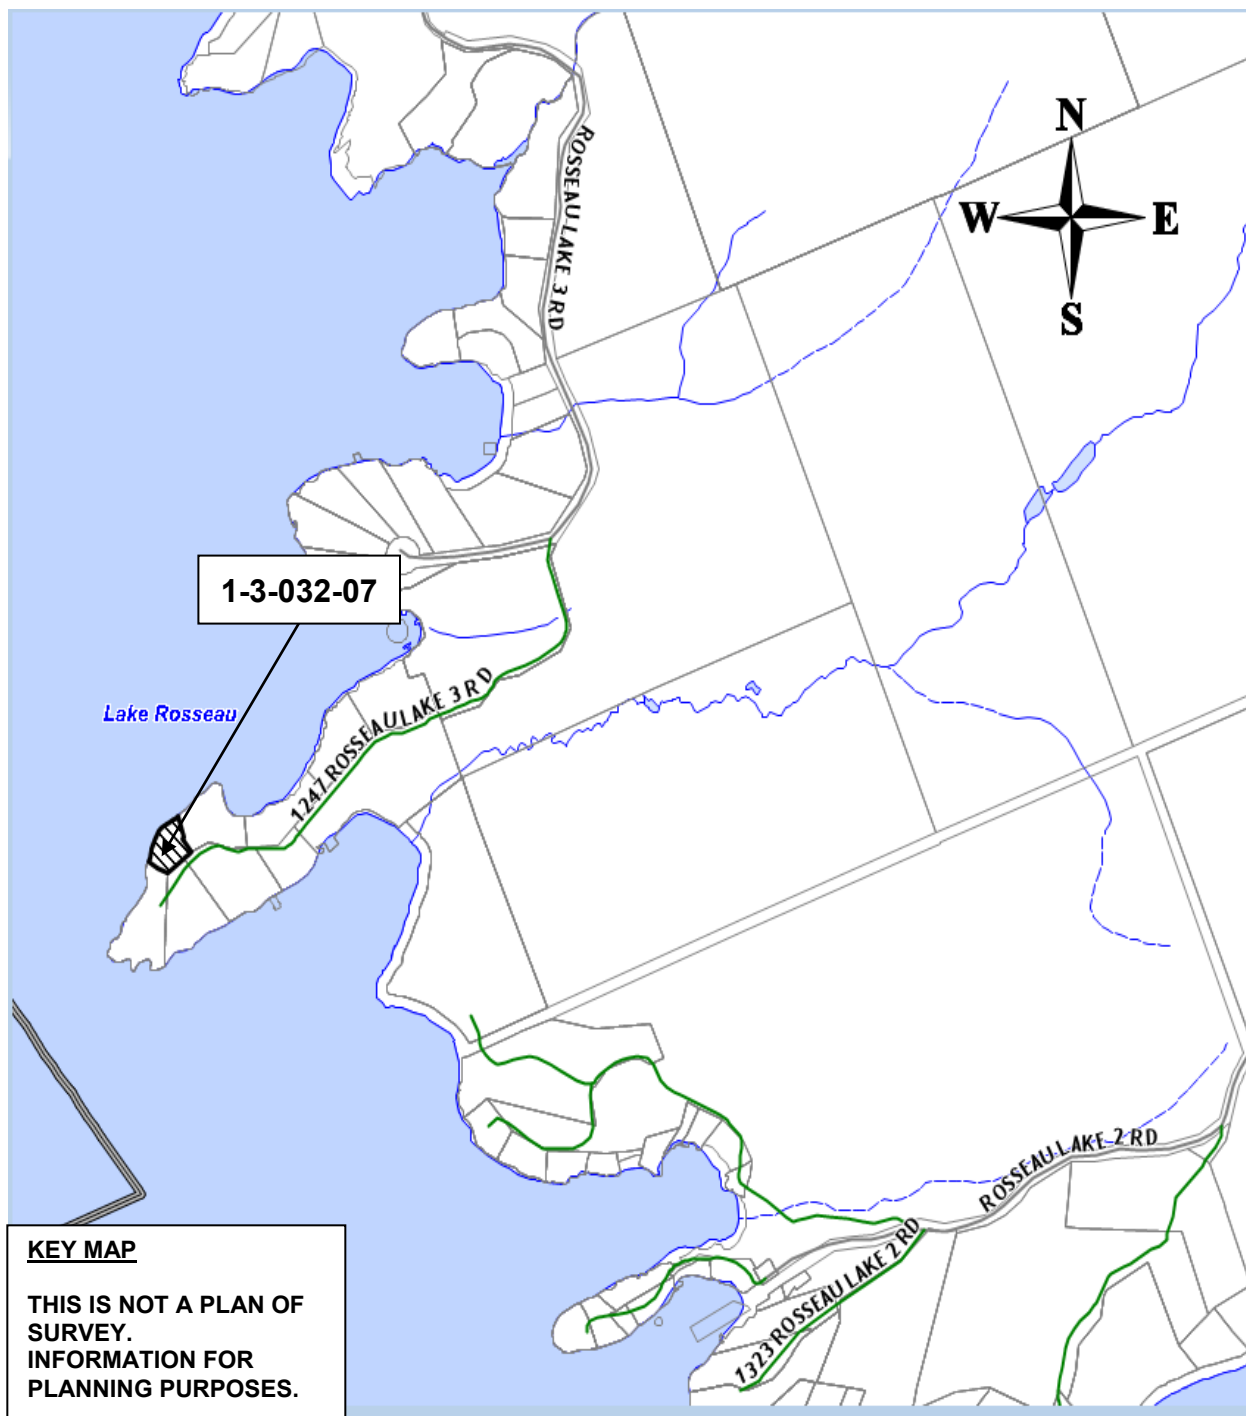 N
W E
S
ROSSEAU LAKE 3 RD
1-3-032-07
Lake Rosseau
1247 ROSSEAU LAKE 3 RD
ROSSEAU LAKE 2 RD
1323 ROSSEAU LAKE 2 RD
KEY MAP
THIS IS NOT A PLAN OF
SURVEY.
INFORMATION FOR
PLANNING PURPOSES.